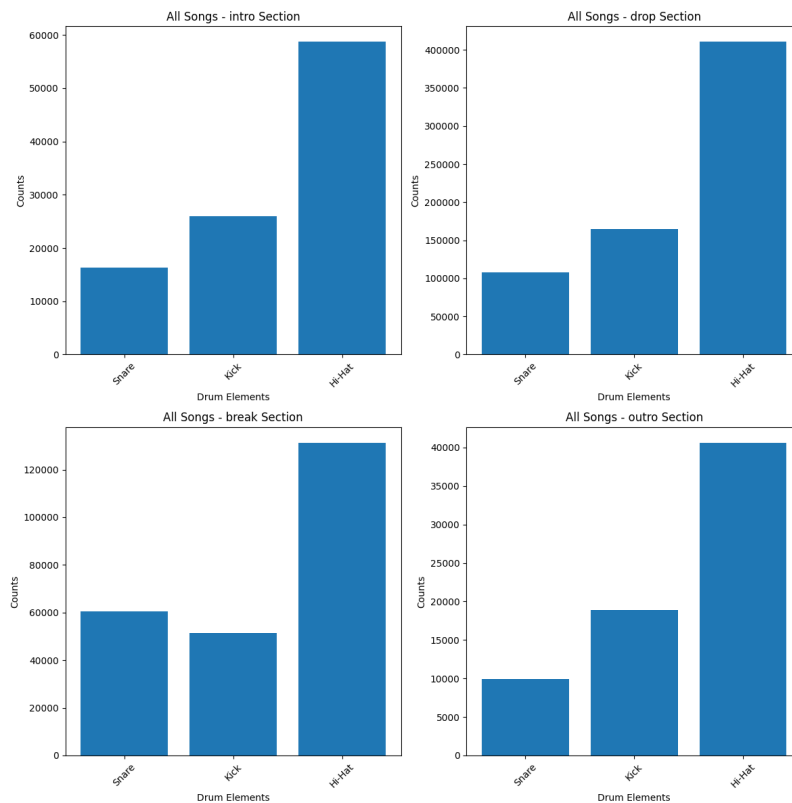 All Songs - intro Section
60000
50000
40000
30000
20000
10000
0
Counts
Snare
Kick
Hi-Hat
Drum Elements
All Songs - drop Section
400000
350000
300000
250000
200000
150000
100000
50000
0
Counts
Snare
Kick
Hi-Hat
Drum Elements
All Songs - break Section
120000
100000
80000
60000
40000
20000
0
Counts
Snare
Kick
Hi-Hat
Drum Elements
All Songs - outro Section
40000
35000
30000
25000
20000
15000
10000
5000
0
Counts
Snare
Kick
Hi-Hat
Drum Elements